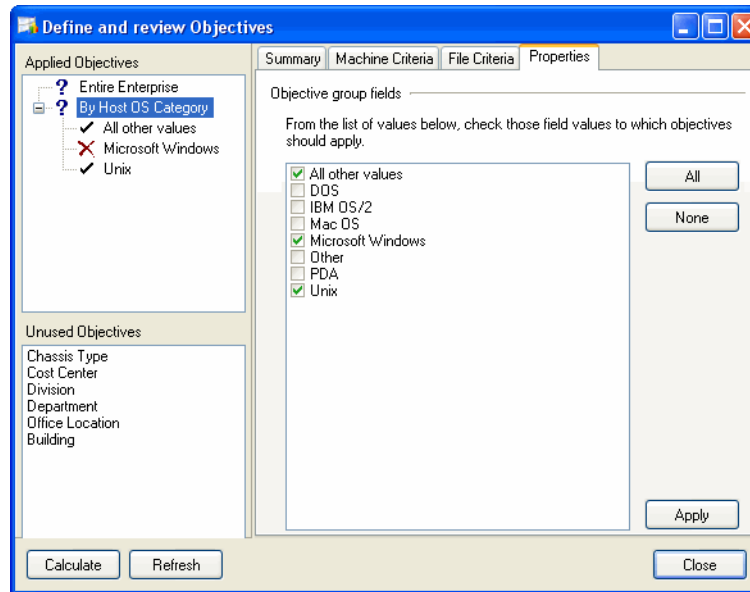 Define and review Objectives
Applied Objectives
? Entire Enterprise
? By Host OS Category
All other values
Microsoft Windows
Unix
Unused Objectives
Chassis Type
Cost Center
Division
Department
Office Location
Building
Calculate
Refresh
Summary
Machine Criteria
File Criteria
Properties
Objective group fields
From the list of values below, check those field values to which objectives
should apply.
All other values
DOS
IBM OS/2
Mac OS
Microsoft Windows
Other
PDA
Unix
All
None
Apply
Close